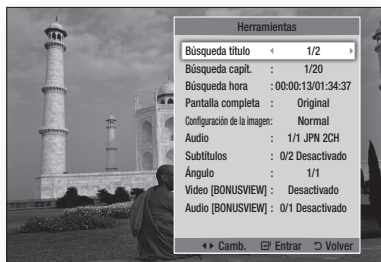 Herramientas
Búsqueda título 1/2
Búsqueda capít. : 1/20
Búsqueda hora : 00:00:13/01:34:37
Pantalla completa : Original
Configuración de la imagen: Normal
Audio : 1/1 JPN 2CH
Subtítulos : 0/2 Desactivado
Ángulo : 1/1
Video [BONUSVIEW] : Desactivado
Audio [BONUSVIEW] : 0/1 Desactivado
Camb. Entrar Volver